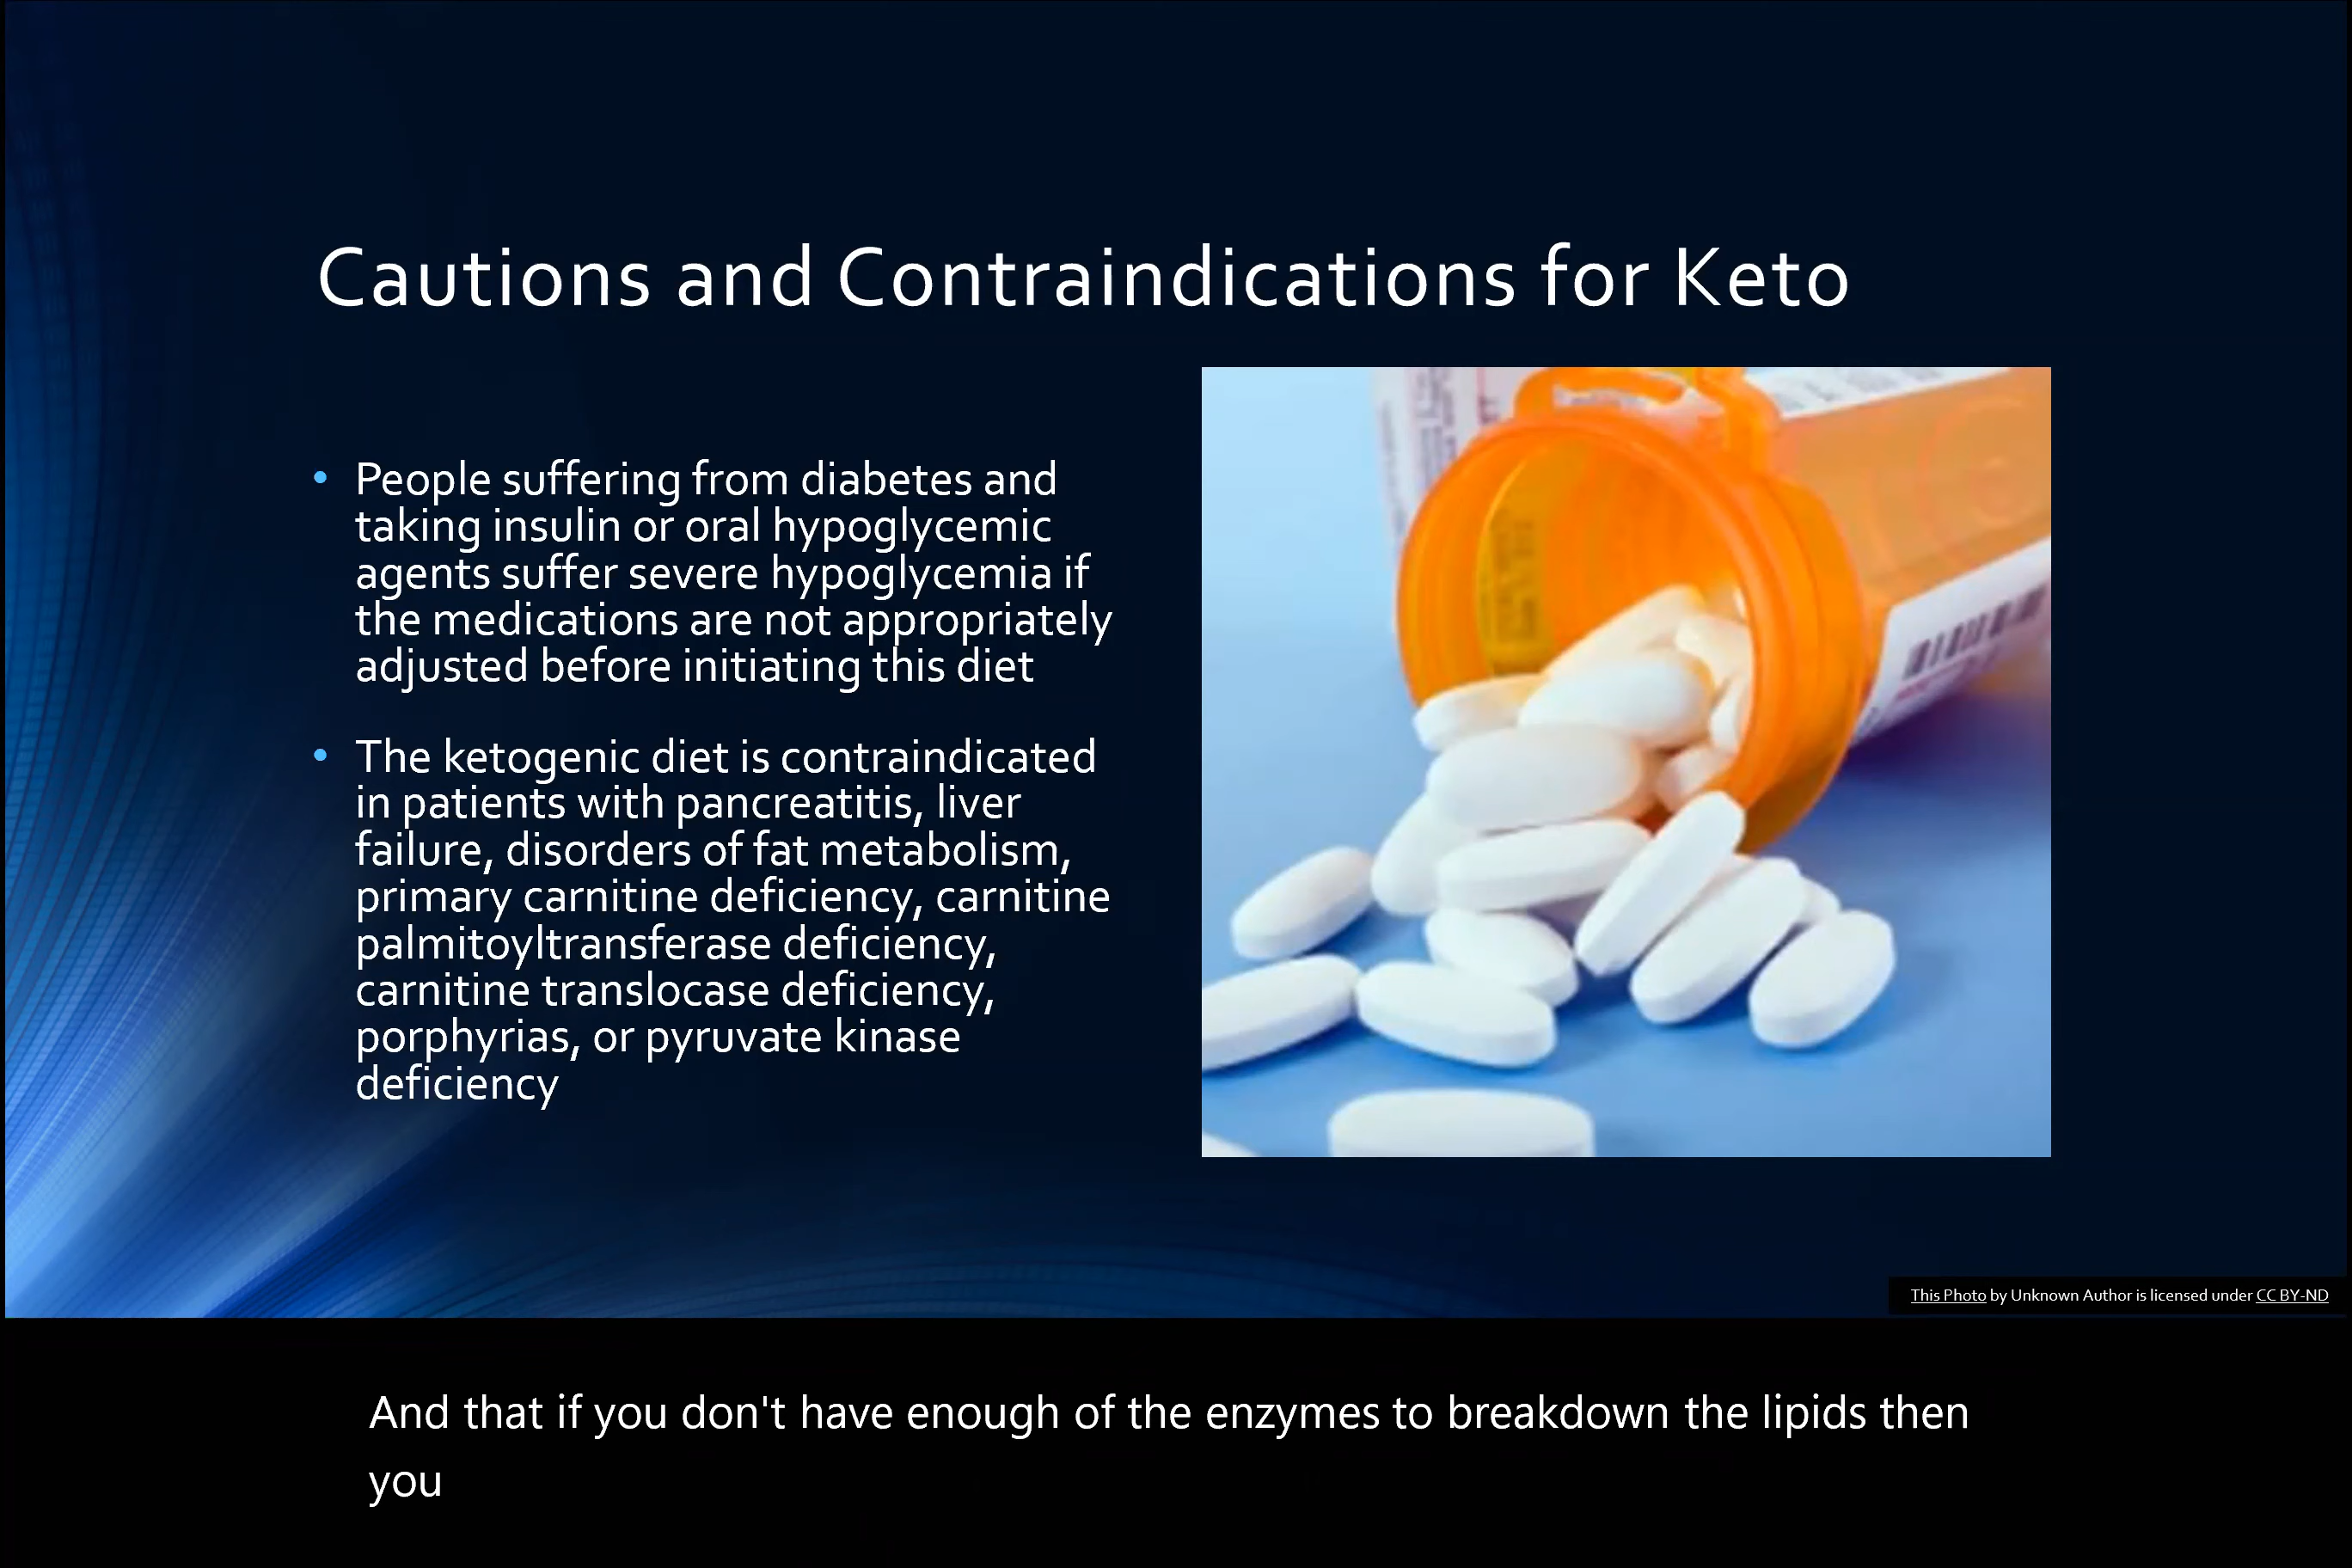 Cautions and Contraindications for Keto
• People suffering from diabetes and
taking insulin or oral hypoglycemic
agents suffer severe hypoglycemia if
the medications are not appropriately
adjusted before initiating this diet
• The ketogenic diet is contraindicated
in patients with pancreatitis, liver
failure, disorders of fat metabolism,
primary carnitine deficiency, carnitine
palmitoyltransferase deficiency,
carnitine translocase deficiency,
porphyrias, or pyruvate kinase
deficiency
This Photo by Unknown Author is licensed under CC BY-ND
And that if you don't have enough of the enzymes to breakdown the lipids then
you